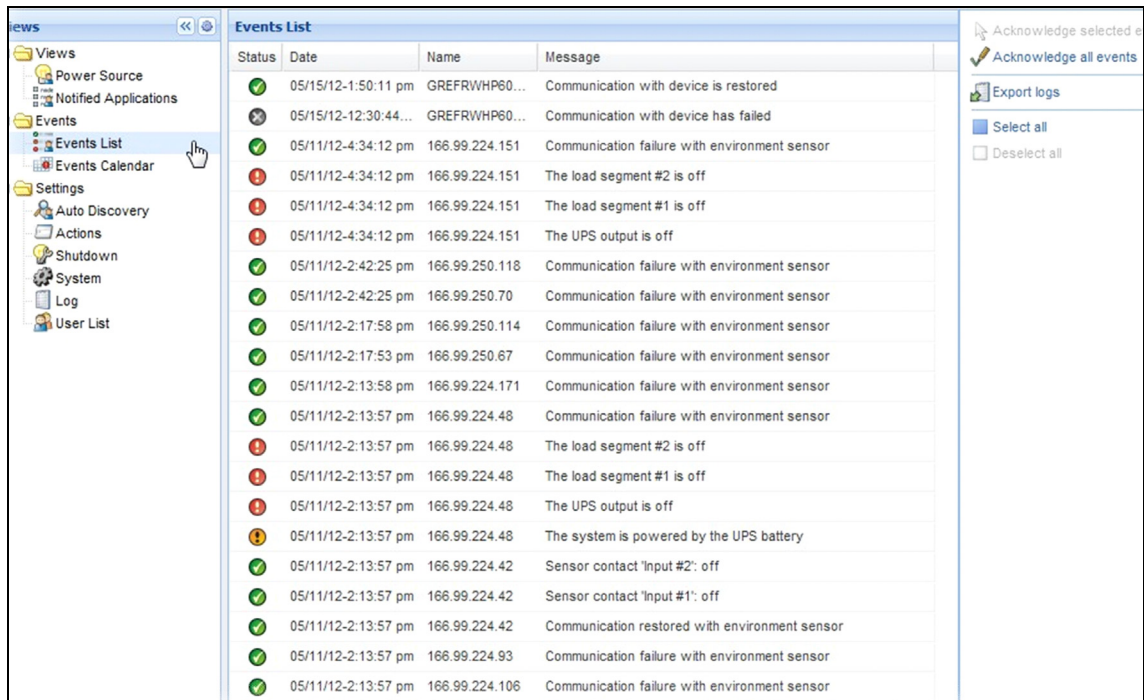 iews
Views
Power Source
Notified Applications
Events
Events List
Events Calendar
Settings
Auto Discovery
Actions
Shutdown
System
Log
User List
Events List
Status Date Name Message
05/15/12-1:50:11 pm GREFRWHP60... Communication with device is restored
05/15/12-12:30:44... GREFRWHP60... Communication with device has failed
05/11/12-4:34:12 pm 166.99.224.151 Communication failure with environment sensor
05/11/12-4:34:12 pm 166.99.224.151 The load segment #2 is off
05/11/12-4:34:12 pm 166.99.224.151 The load segment #1 is off
05/11/12-4:34:12 pm 166.99.224.151 The UPS output is off
05/11/12-2:42:25 pm 166.99.250.118 Communication failure with environment sensor
05/11/12-2:42:25 pm 166.99.250.70 Communication failure with environment sensor
05/11/12-2:17:58 pm 166.99.250.114 Communication failure with environment sensor
05/11/12-2:17:53 pm 166.99.250.67 Communication failure with environment sensor
05/11/12-2:13:58 pm 166.99.224.171 Communication failure with environment sensor
05/11/12-2:13:57 pm 166.99.224.48 Communication failure with environment sensor
05/11/12-2:13:57 pm 166.99.224.48 The load segment #2 is off
05/11/12-2:13:57 pm 166.99.224.48 The load segment #1 is off
05/11/12-2:13:57 pm 166.99.224.48 The UPS output is off
05/11/12-2:13:57 pm 166.99.224.48 The system is powered by the UPS battery
05/11/12-2:13:57 pm 166.99.224.42 Sensor contact 'Input #2': off
05/11/12-2:13:57 pm 166.99.224.42 Sensor contact 'Input #1': off
05/11/12-2:13:57 pm 166.99.224.42 Communication restored with environment sensor
05/11/12-2:13:57 pm 166.99.224.93 Communication failure with environment sensor
05/11/12-2:13:57 pm 166.99.224.106 Communication failure with environment sensor
Acknowledge selected e
Acknowledge all events
Export logs
Select all
Deselect all